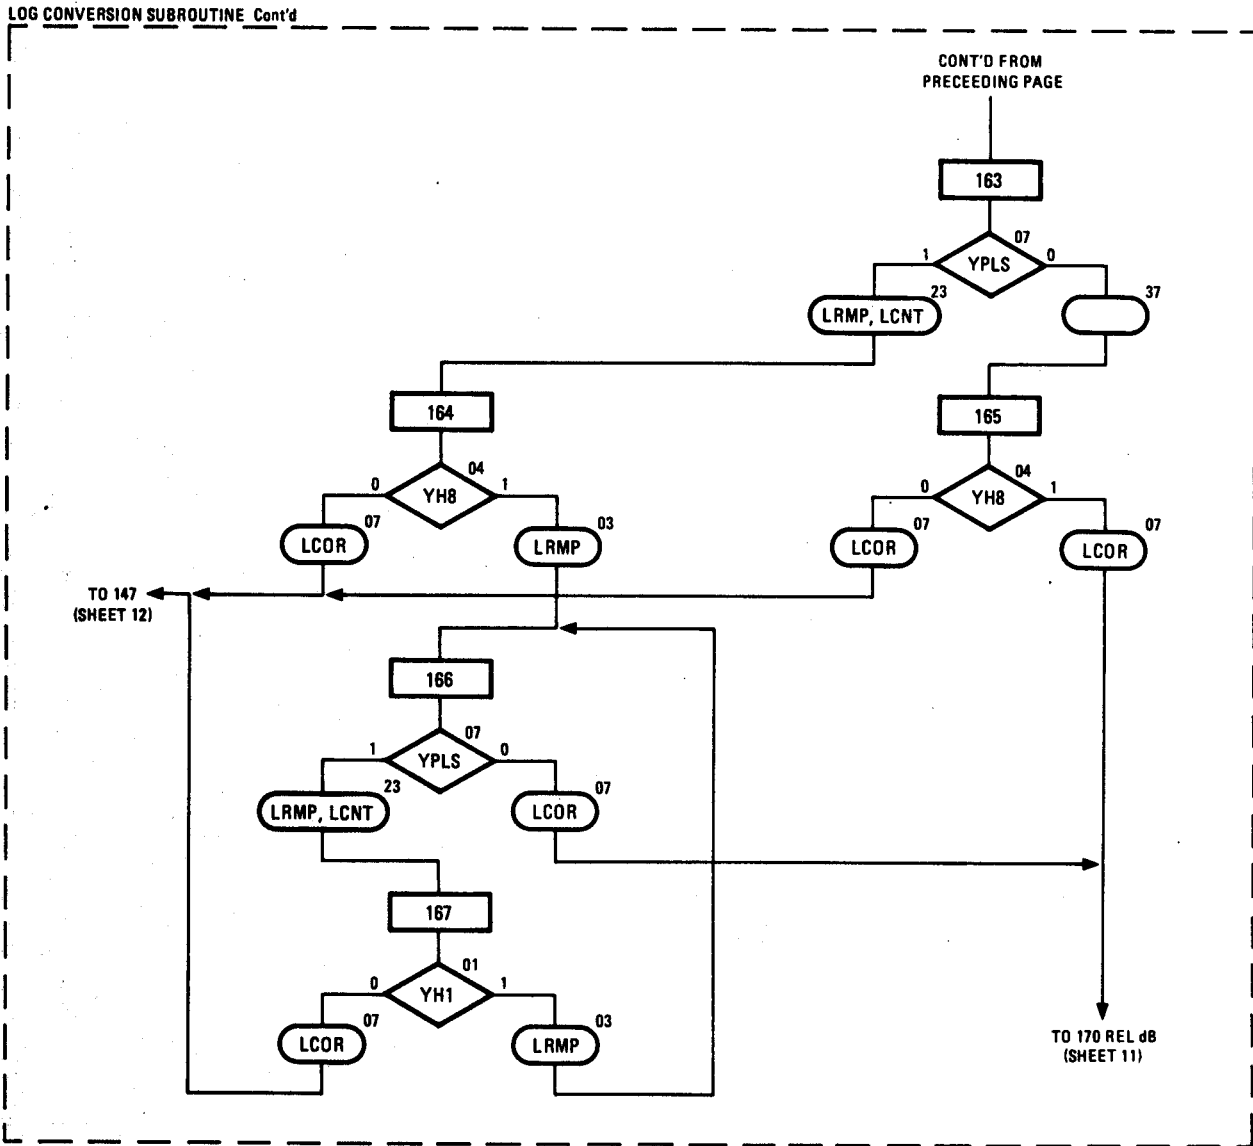 LOG CONVERSION SUBROUTINE Cont'd
CONT'D FROM
PRECEEDING PAGE
163
07
1 YPLS 0
23
LRMP, LCNT
37
164
165
04
0 YH8 1
04
0 YH8 1
07
LCOR
03
LRMP
07
LCOR
07
LCOR
TO 147
(SHEET 12)
166
07
1 YPLS 0
23
LRMP, LCNT
07
LCOR
167
01
0 YH1 1
07
LCOR
03
LRMP
TO 170 REL dB
(SHEET 11)